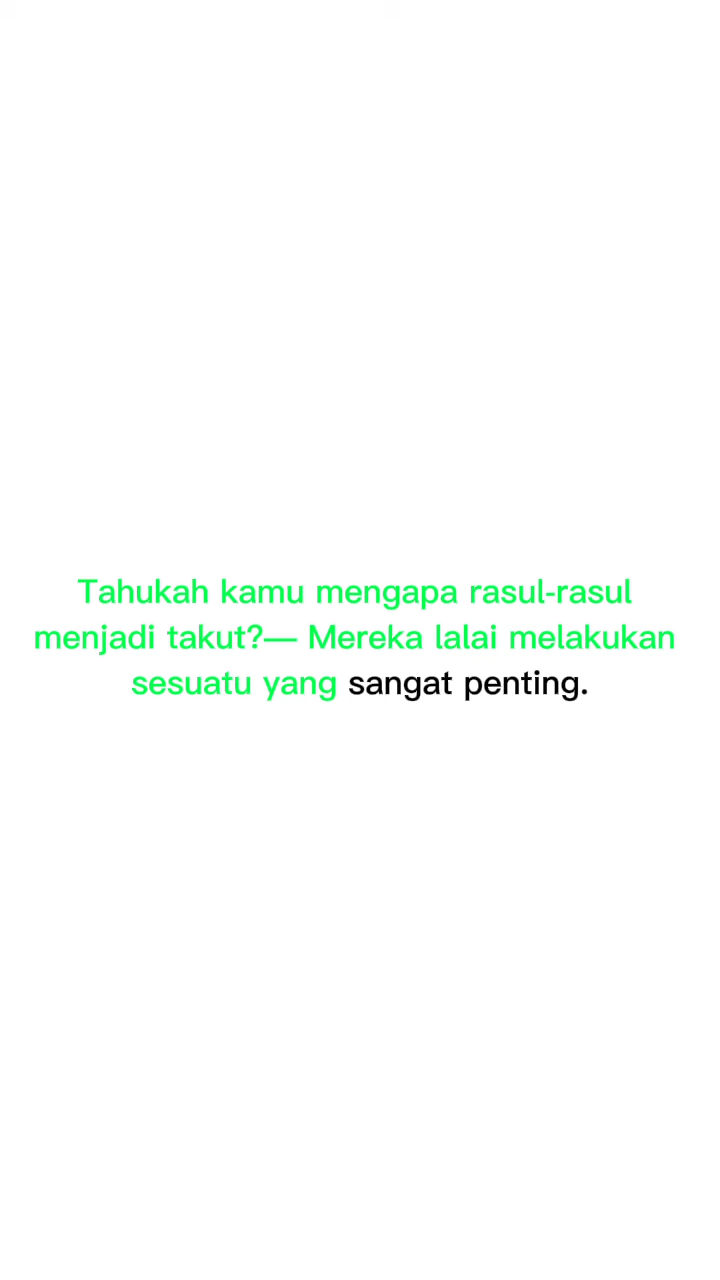 Tahukah kamu mengapa rasul-rasul
menjadi takut?— Mereka lalai melakukan
sesuatu yang sangat penting.